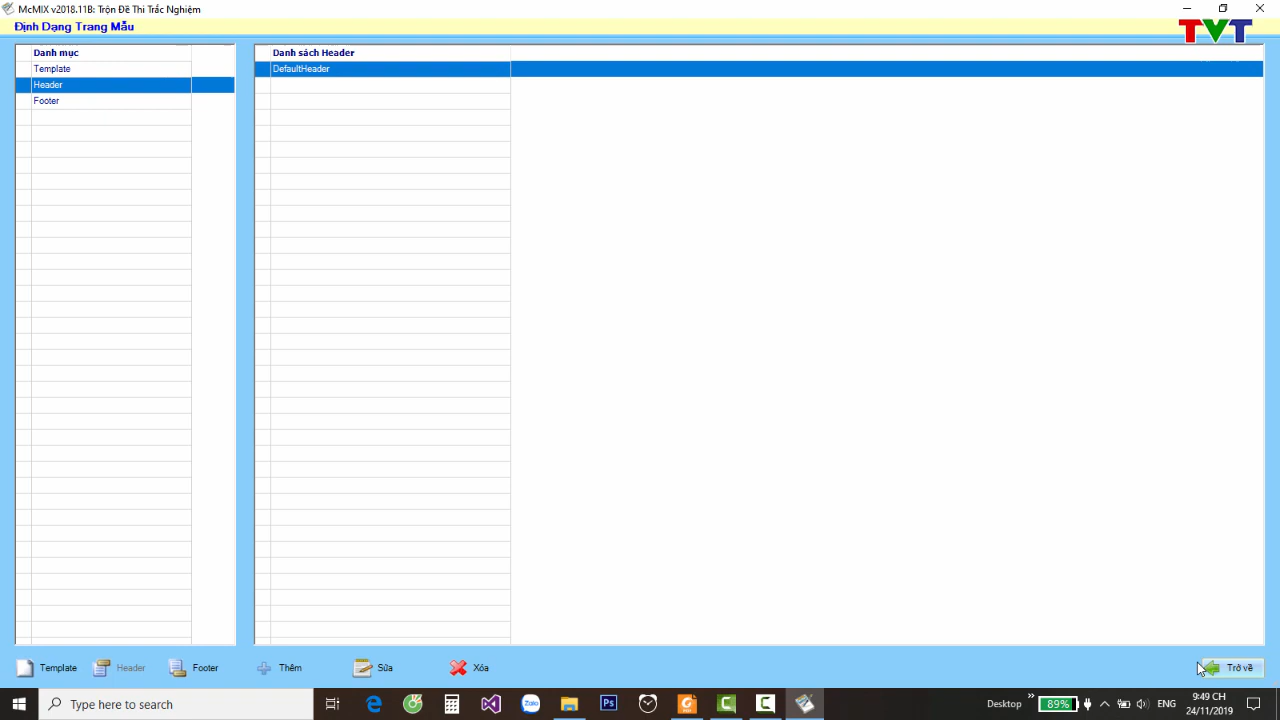 McMIX v2018.11B: Trộn Đề Thi Trắc Nghiệm
Định Dạng Trang Mẫu
TVT
Danh mục
Template
Header
Footer
Danh sách Header
DefaultHeader
Template
Header
Footer
Thêm
Sửa
Xóa
Trở về
Type here to search
Ps
Desktop
89%
ENG
9:49 CH
24/11/2019